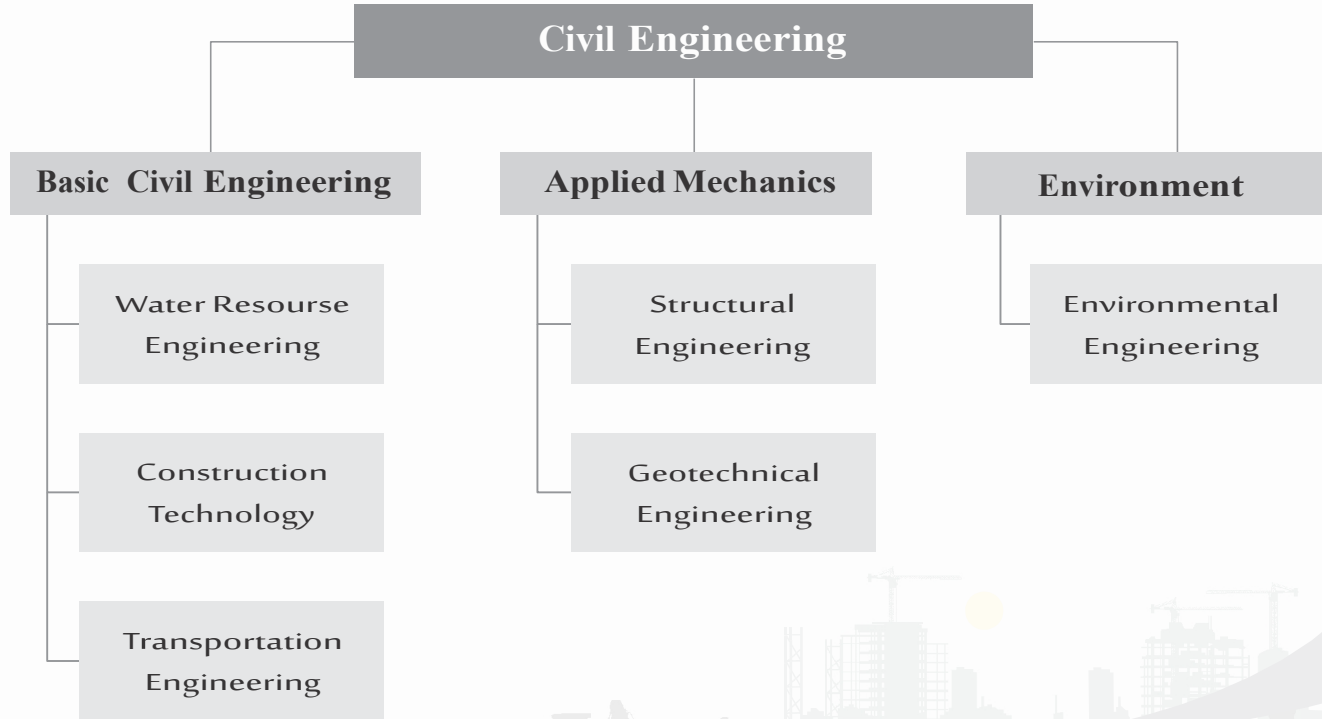 Civil Engineering
Basic Civil Engineering
Water Resourse
Engineering
Construction
Technology
Transportation
Engineering
Applied Mechanics
Structural
Engineering
Geotechnical
Engineering
Environment
Environmental
Engineering